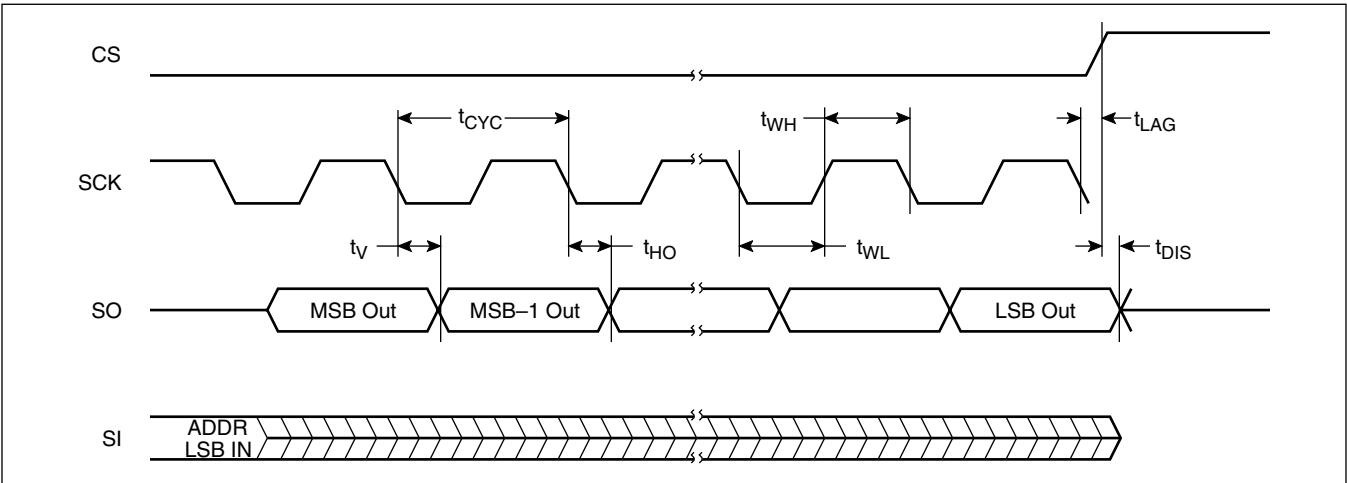 CS
tCYC
tWH
tLAG
SCK
tV
tHO
tWL
tDIS
SO
MSB Out
MSB–1 Out
LSB Out
SI
ADDR
LSB IN